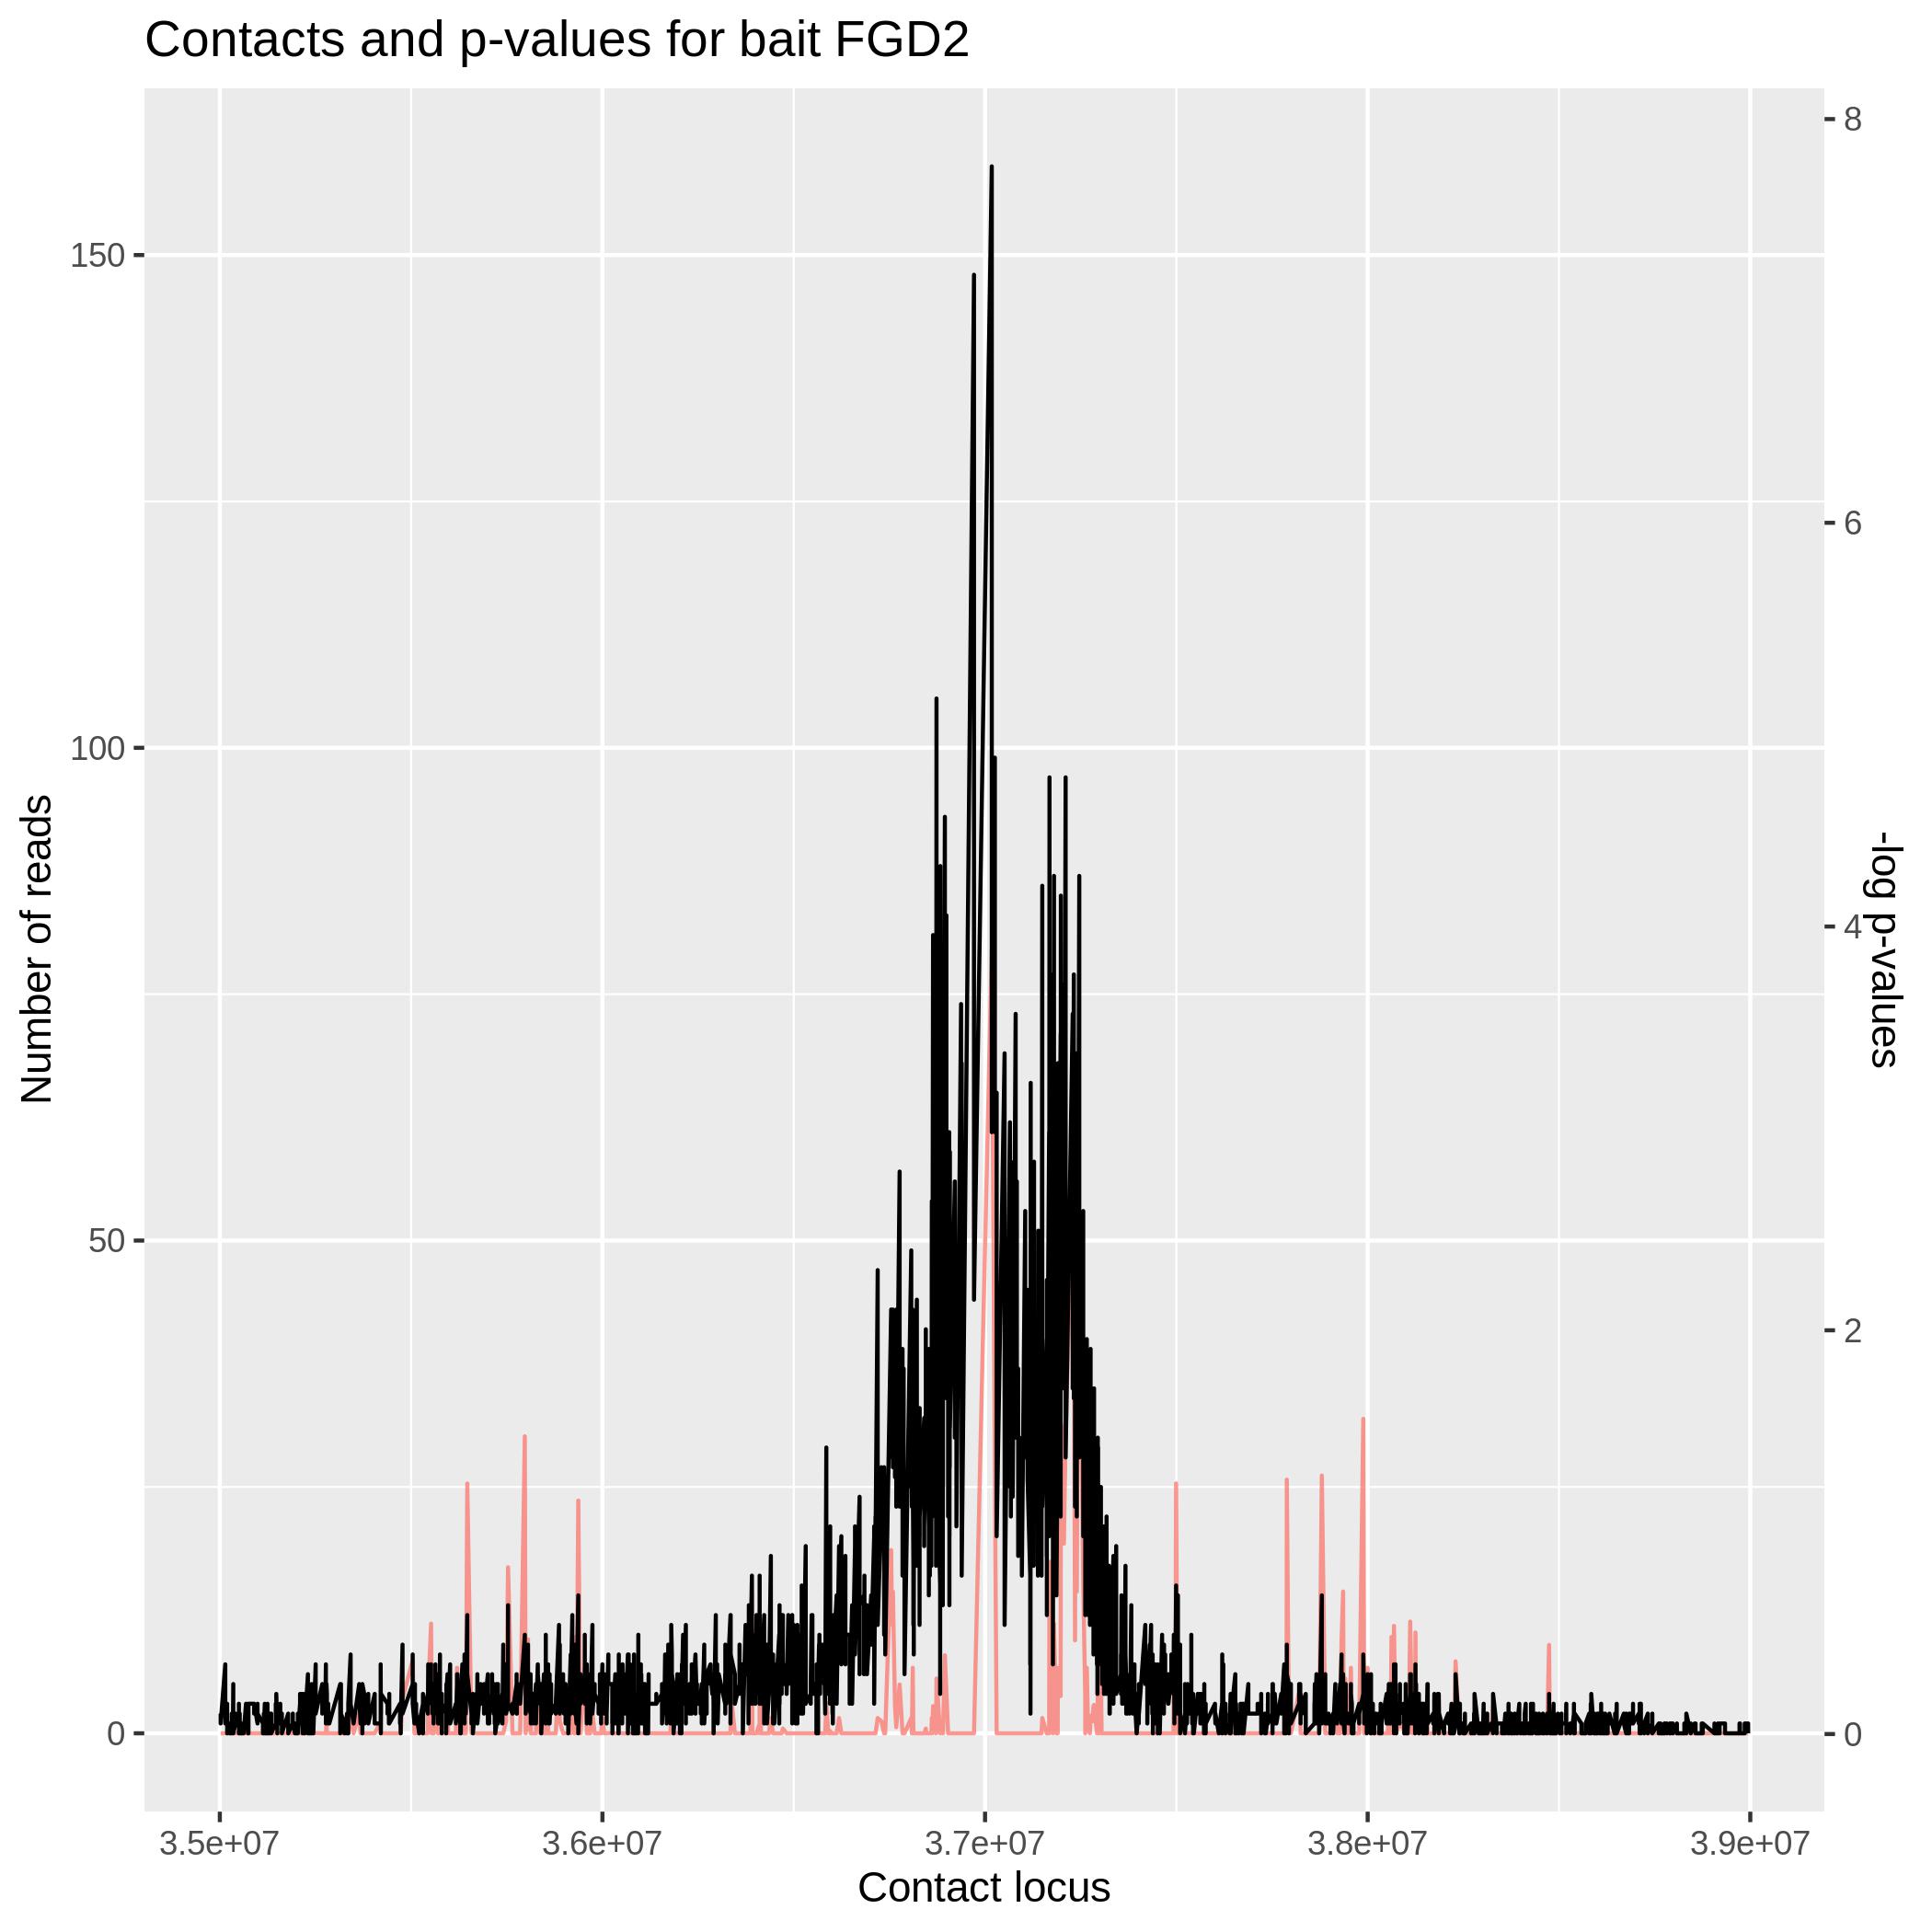 Contacts and p-values for bait FGD2
8
150
6
100
4
50
2
0
0
Number of reads
-log p-values
3.5e+07
3.6e+07
3.7e+07
3.8e+07
3.9e+07
Contact locus